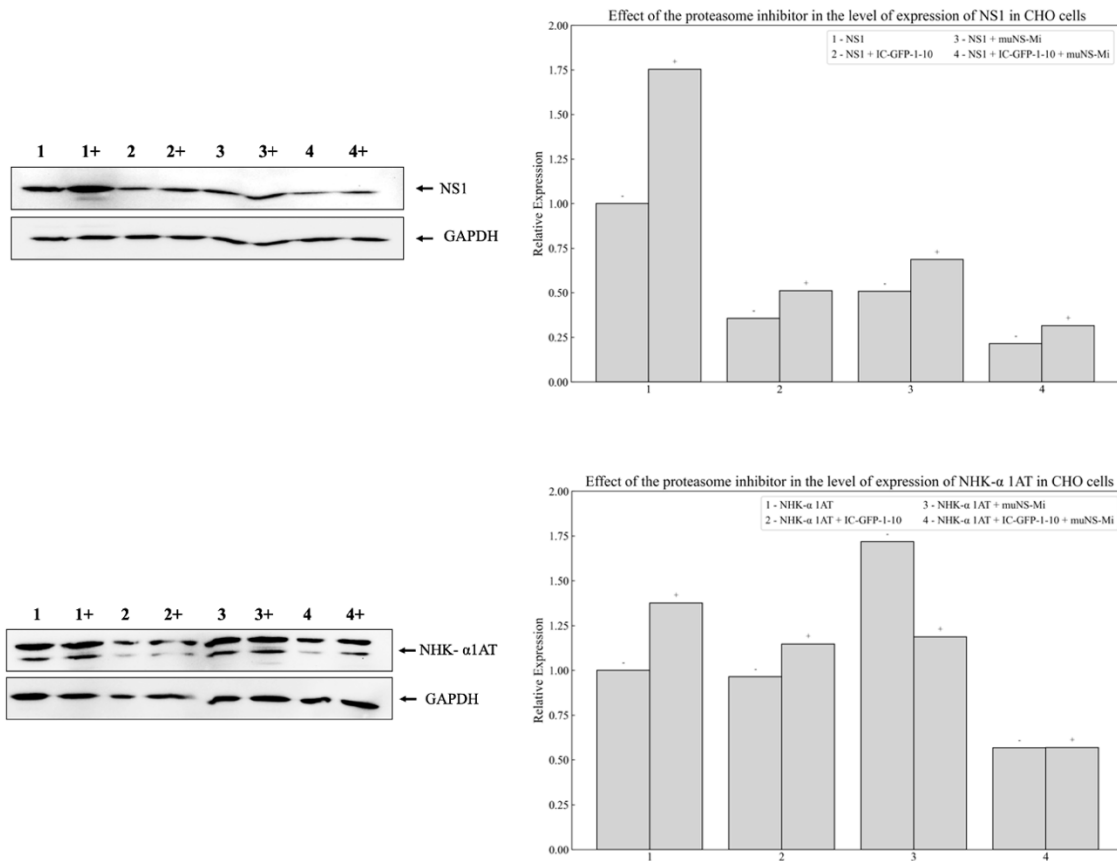 1 1+ 2 2+ 3 3+ 4 4+
NS1
GAPDH
Effect of the proteasome inhibitor in the level of expression of NS1 in CHO cells
2.00
1.75
1.50
1.25
1.00
0.75
0.50
0.25
0.00
Relative Expression
1 - NS1
2 - NS1 + IC-GFP-1-10
3 - NS1 + muNS-Mi
4 - NS1 + IC-GFP-1-10 + muNS-Mi
- + - + - + - +
1 2 3 4
1 1+ 2 2+ 3 3+ 4 4+
NHK- α1AT
GAPDH
Effect of the proteasome inhibitor in the level of expression of NHK-α 1AT in CHO cells
2.00
1.75
1.50
1.25
1.00
0.75
0.50
0.25
0.00
Relative Expression
1 - NHK-α 1AT
2 - NHK-α 1AT + IC-GFP-1-10
3 - NHK-α 1AT + muNS-Mi
4 - NHK-α 1AT + IC-GFP-1-10 + muNS-Mi
- + - + - + - +
1 2 3 4